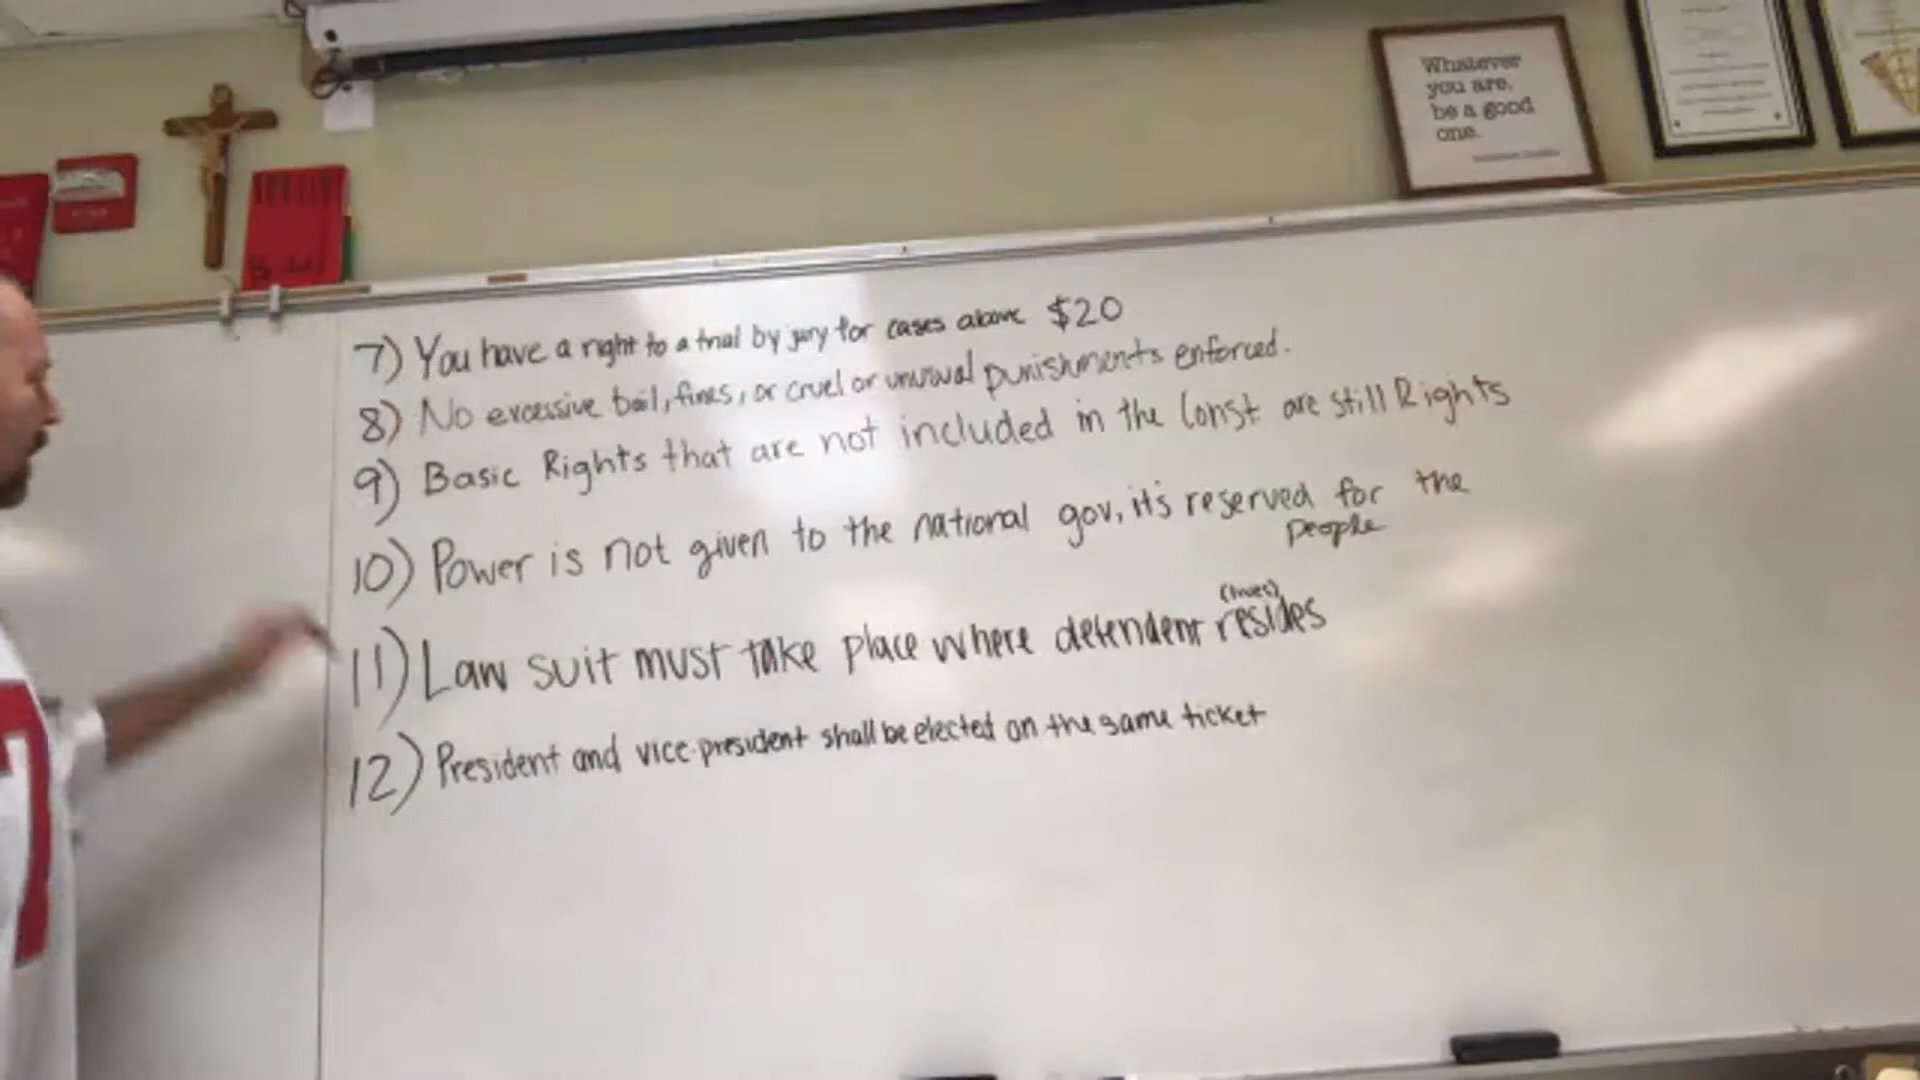 Whatever
you are,
be a good
one.
7) You have a right to a trial by jury for cases above $20
8) No excessive bail, fines, or cruel or unusual punishments enforced.
9) Basic Rights that are not included in the Const are still Rights
10) Power is not given to the national gov, it's reserved for the
people
(lives)
11) Law suit must take place where defendent resides
12) President and vice-president shall be elected on the same ticket